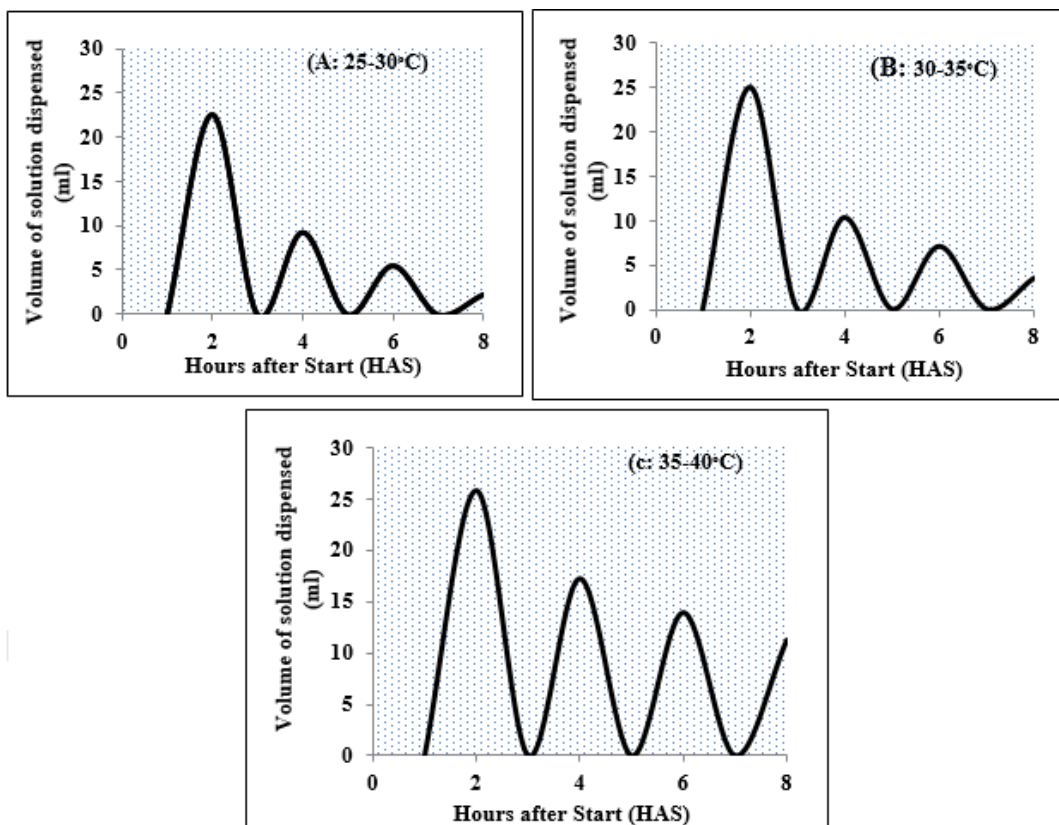 (A: 25-30°C)
Volume of solution dispensed
(ml)
30
25
20
15
10
5
0
0 2 4 6 8
Hours after Start (HAS)
(B: 30-35°C)
Volume of solution dispensed
(ml)
30
25
20
15
10
5
0
0 2 4 6 8
Hours after Start (HAS)
(c: 35-40°C)
Volume of solution dispensed
(ml)
30
25
20
15
10
5
0
0 2 4 6 8
Hours after Start (HAS)